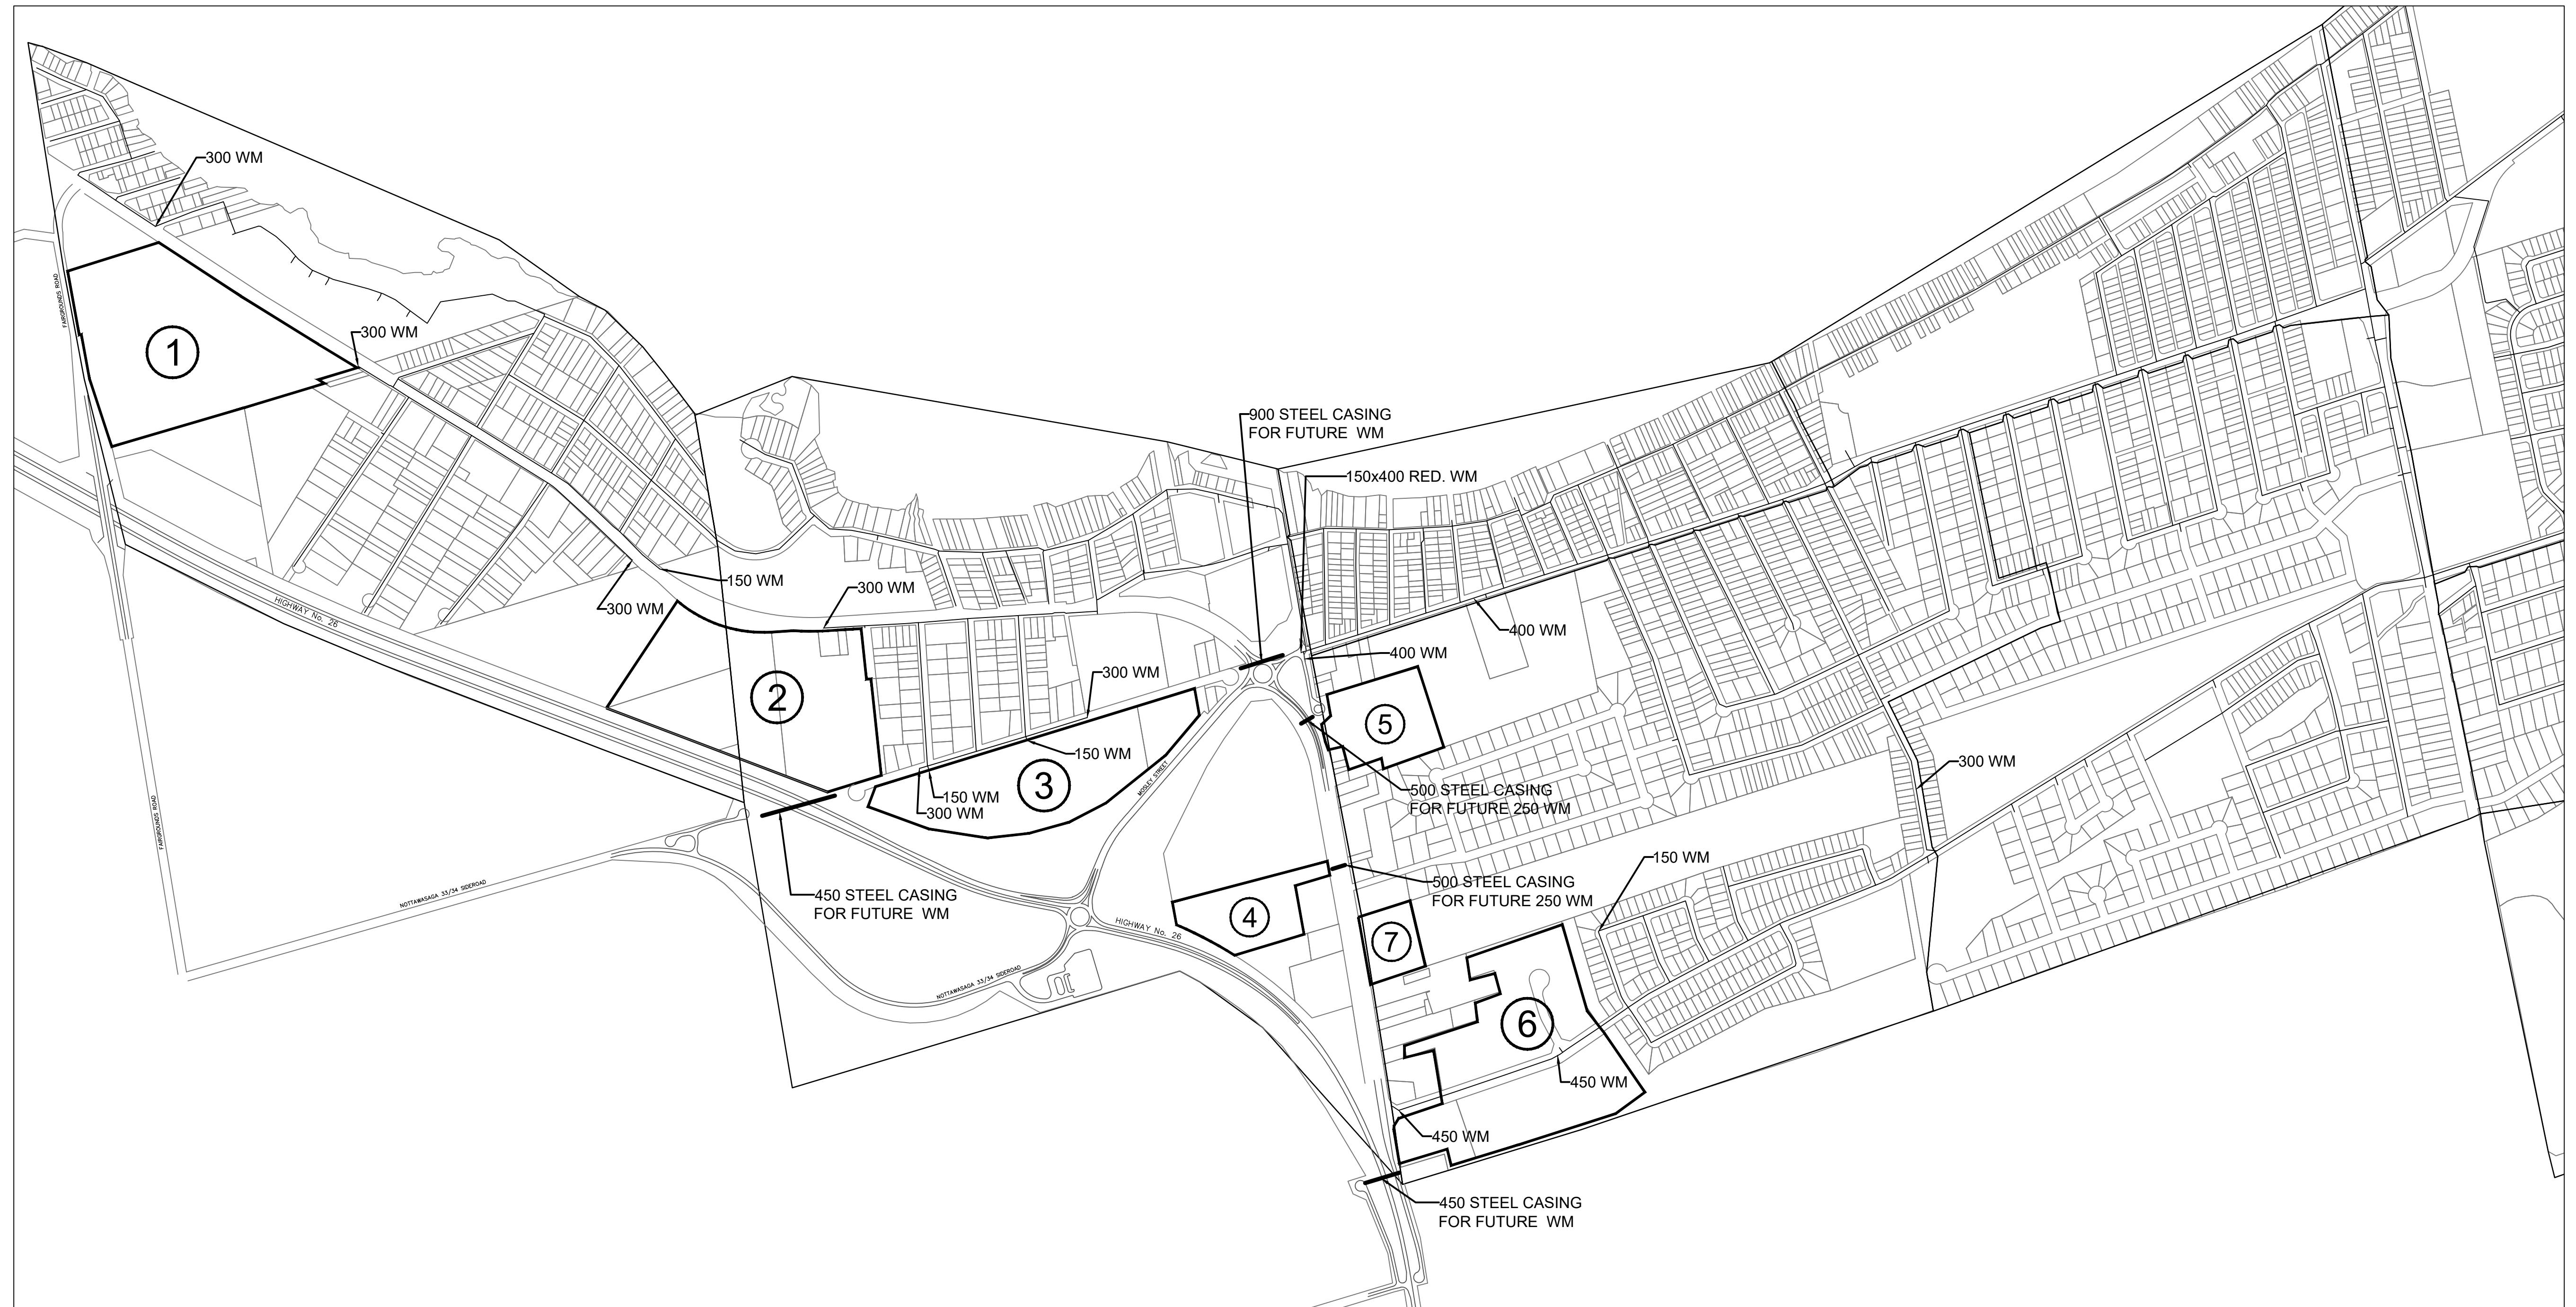 300 WM
FAIRGROUNDS ROAD
300 WM
1
900 STEEL CASING
FOR FUTURE WM
150x400 RED. WM
150 WM
300 WM
300 WM
HIGHWAY No. 26
400 WM
400 WM
300 WM
2
5
150 WM
3
MOSLEY STREET
300 WM
150 WM
300 WM
500 STEEL CASING
FOR FUTURE 250 WM
FAIRGROUNDS ROAD
150 WM
500 STEEL CASING
FOR FUTURE 250 WM
450 STEEL CASING
FOR FUTURE WM
NOTTAWASAGA 33/34 SIDEROAD
4
HIGHWAY No. 26
7
NOTTAWASAGA 33/34 SIDEROAD
6
450 WM
450 WM
450 STEEL CASING
FOR FUTURE WM